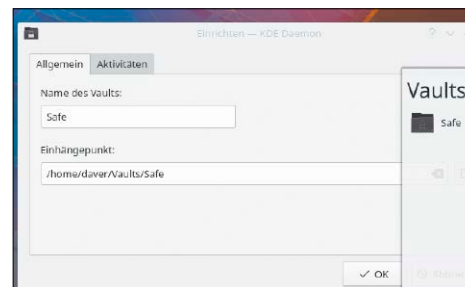 Einrichten — KDE Daemon
Allgemein Aktivitäten
Name des Vaults:
Vaults
Safe
Safe
Einhängepunkt:
/home/daver/Vaults/Safe
OK